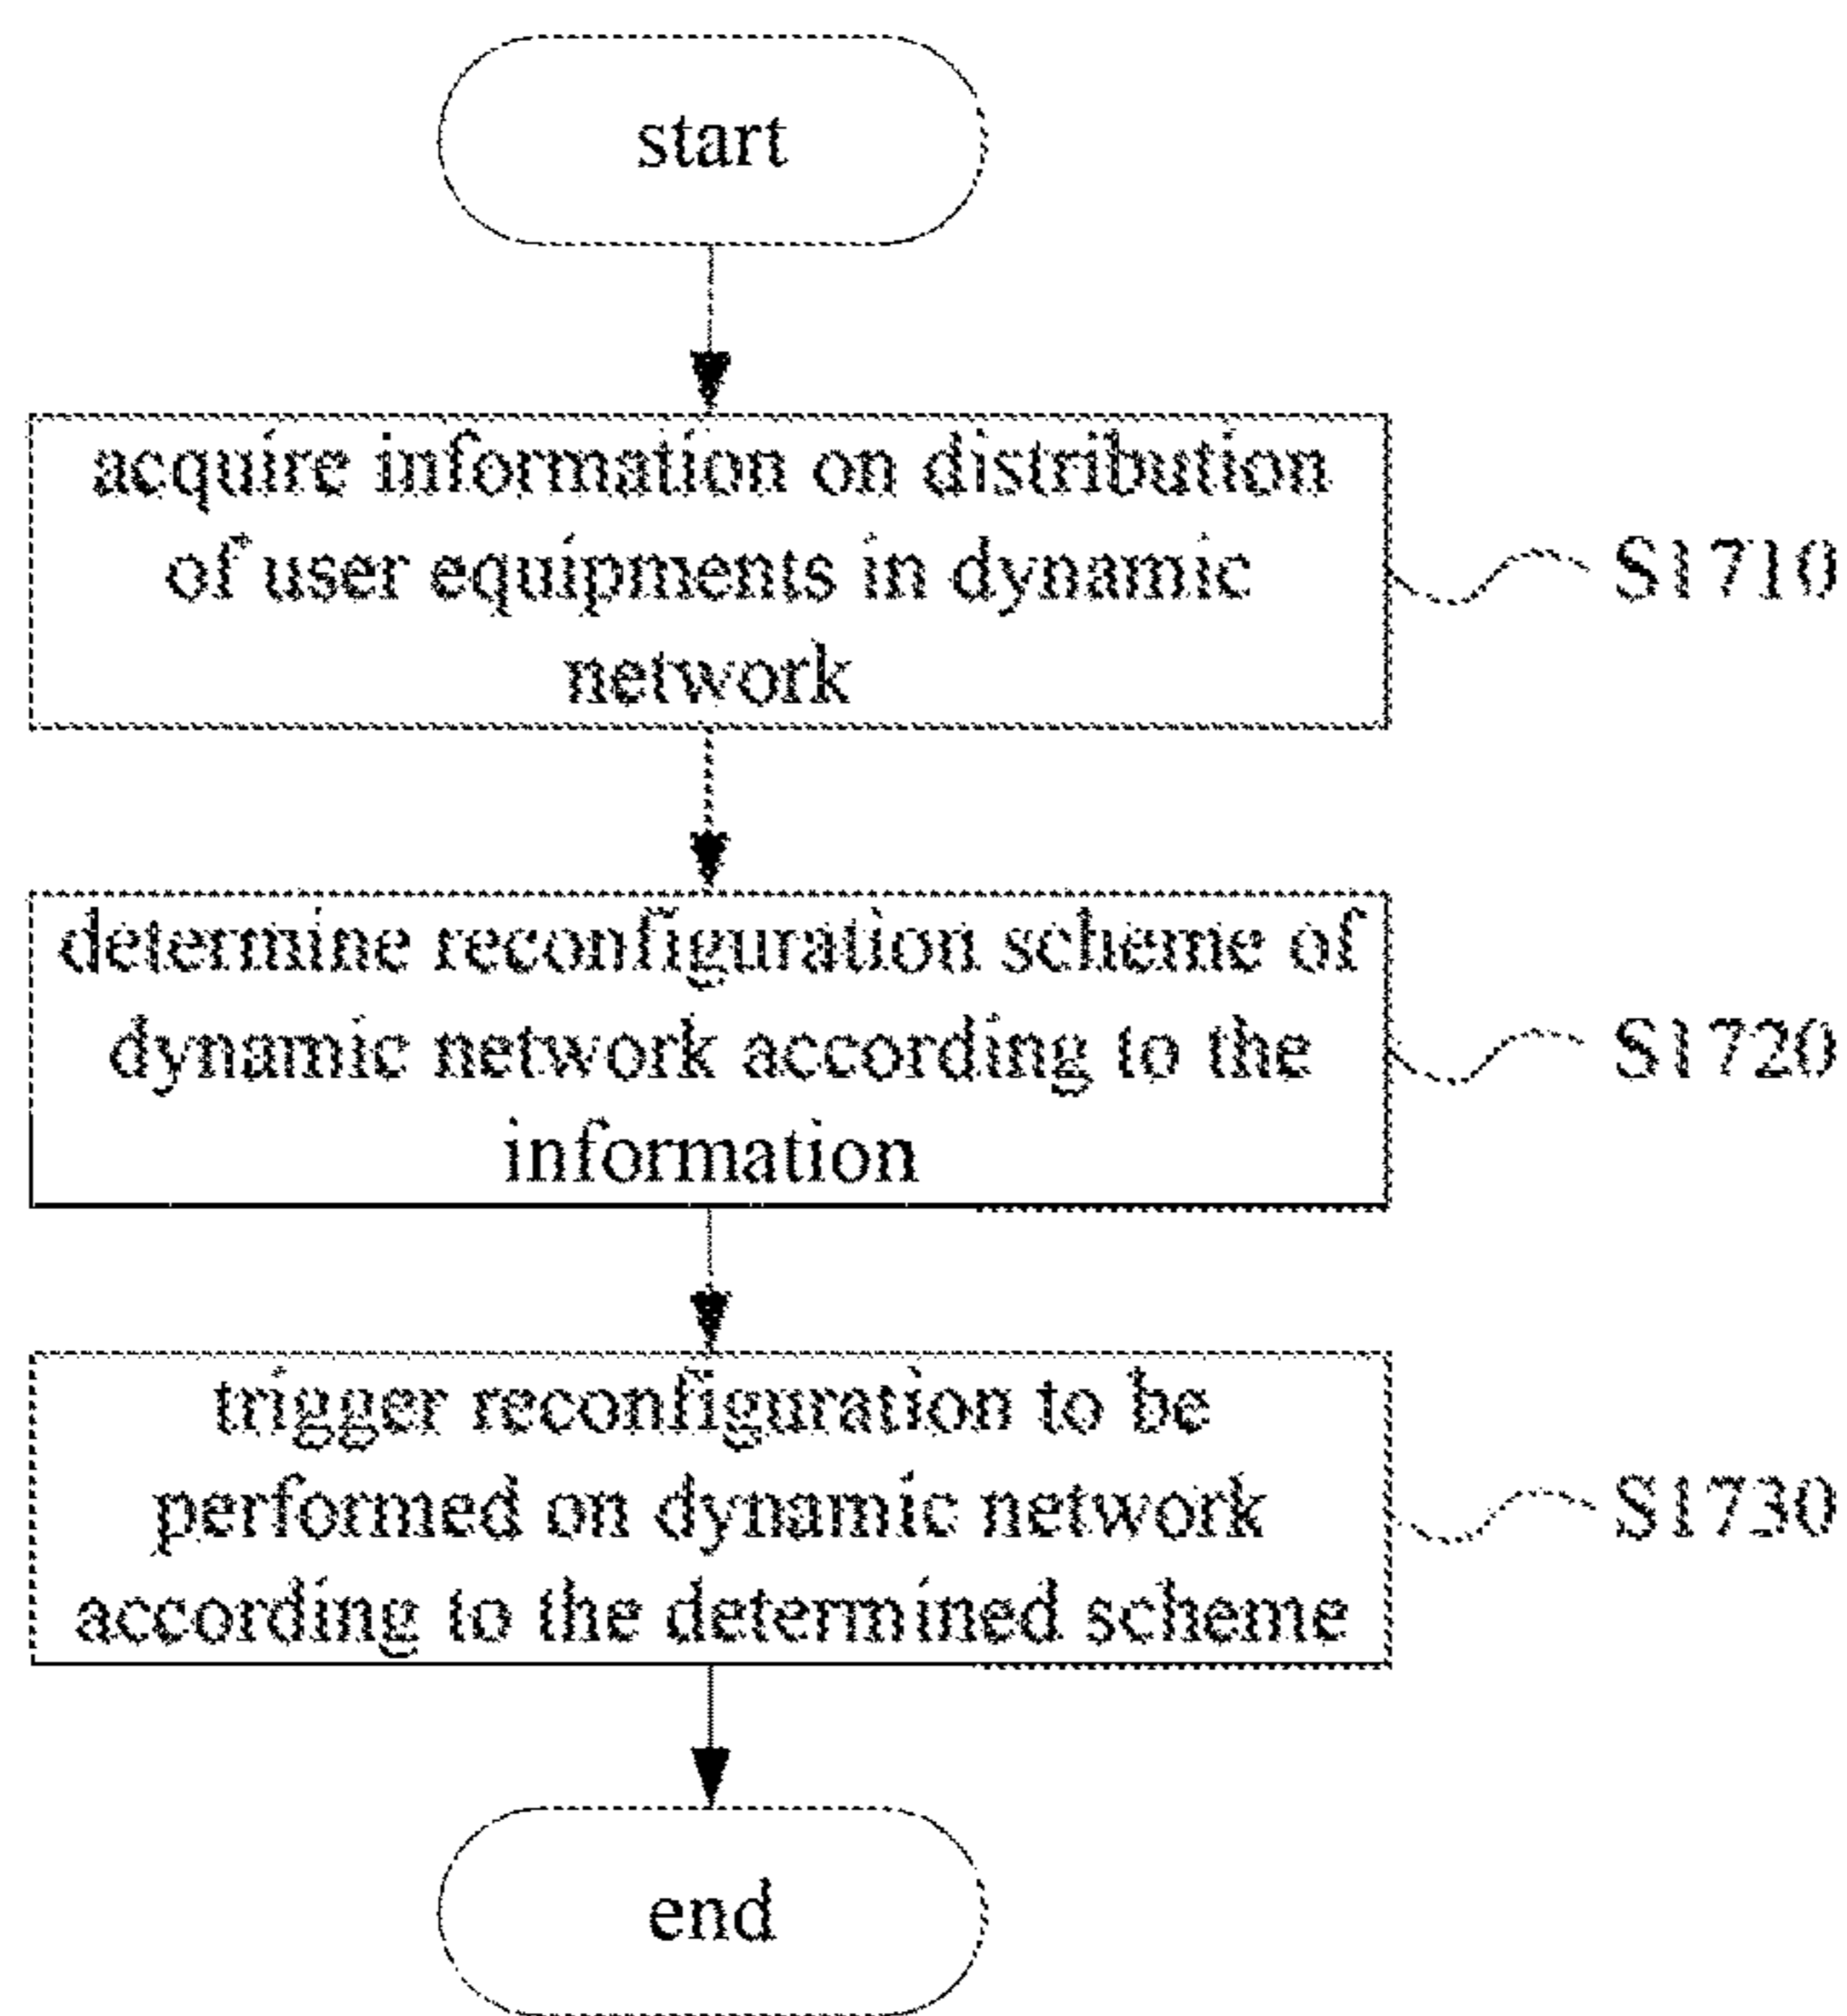 start
acquire information on distribution
of user equipments in dynamic
network
S1710
determine reconfiguration scheme of
dynamic network according to the
information
S1720
trigger reconfiguration to be
performed on dynamic network
according to the determined scheme
S1730
end